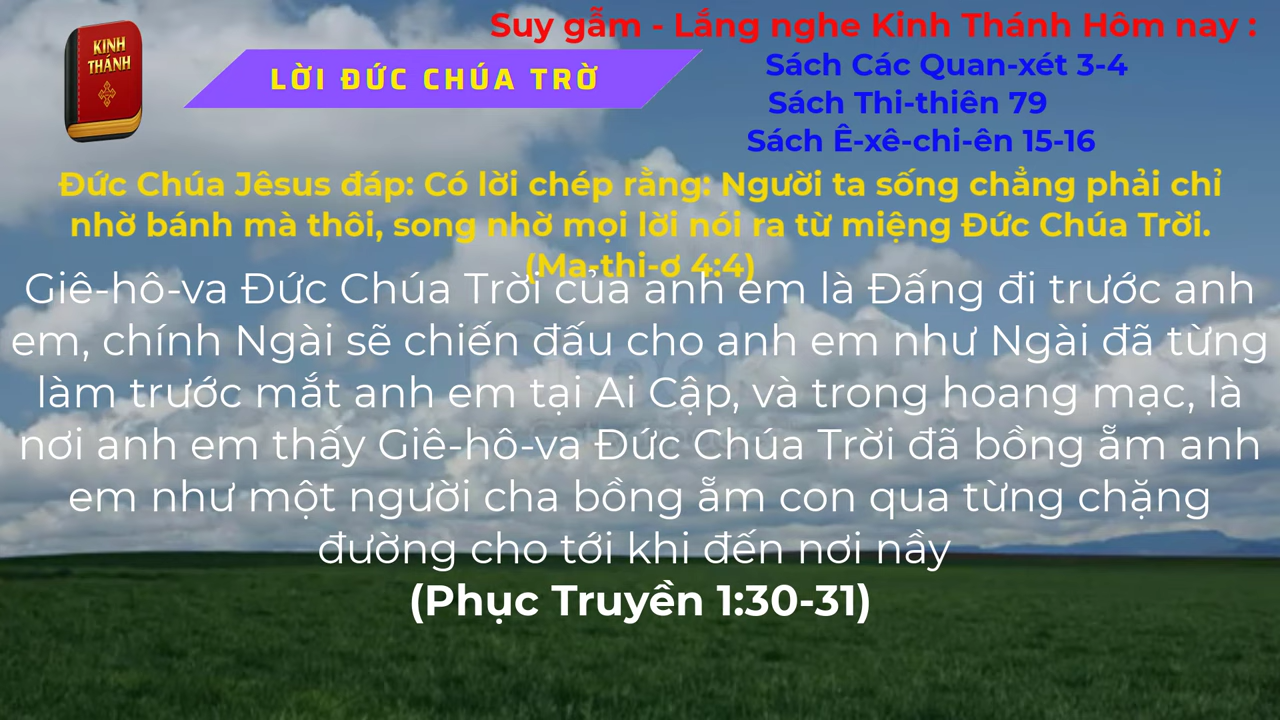 Suy gẫm - Lắng nghe Kinh Thánh Hôm nay :
KINH
THÁNH
LỜI ĐỨC CHÚA TRỜ
Sách Các Quan-xét 3-4
Sách Thi-thiên 79
Sách Ê-xê-chi-ên 15-16
Đức Chúa Jêsus đáp: Có lời chép rằng: Người ta sống chẳng phải chỉ
nhờ bánh mà thôi, song nhờ mọi lời nói ra từ miệng Đức Chúa Trời.
(Ma-thi-ơ 4:4)
Giê-hô-va Đức Chúa Trời của anh em là Đấng đi trước anh
em, chính Ngài sẽ chiến đấu cho anh em như Ngài đã từng
làm trước mắt anh em tại Ai Cập, và trong hoang mạc, là
nơi anh em thấy Giê-hô-va Đức Chúa Trời đã bồng ẵm anh
em như một người cha bồng ẵm con qua từng chặng
đường cho tới khi đến nơi nầy
(Phục Truyền 1:30-31)